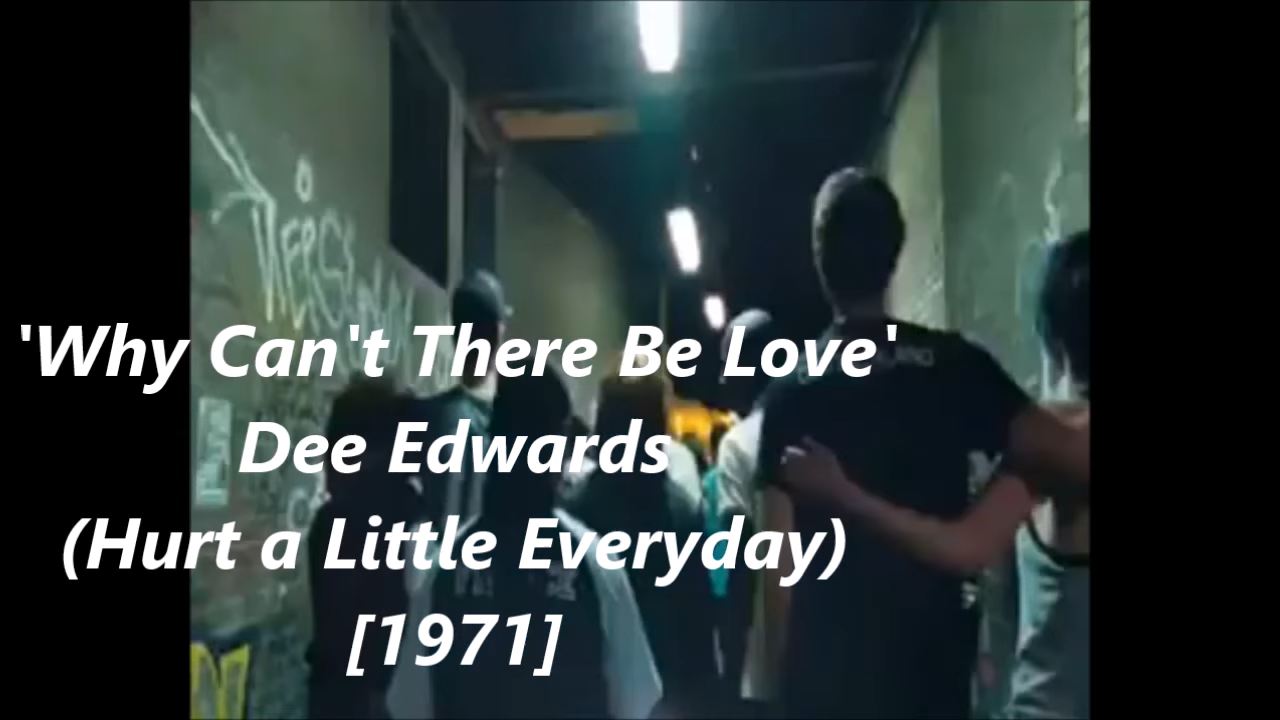 'Why Can't There Be Love'
Dee Edwards
(Hurt a Little Everyday)
[1971]